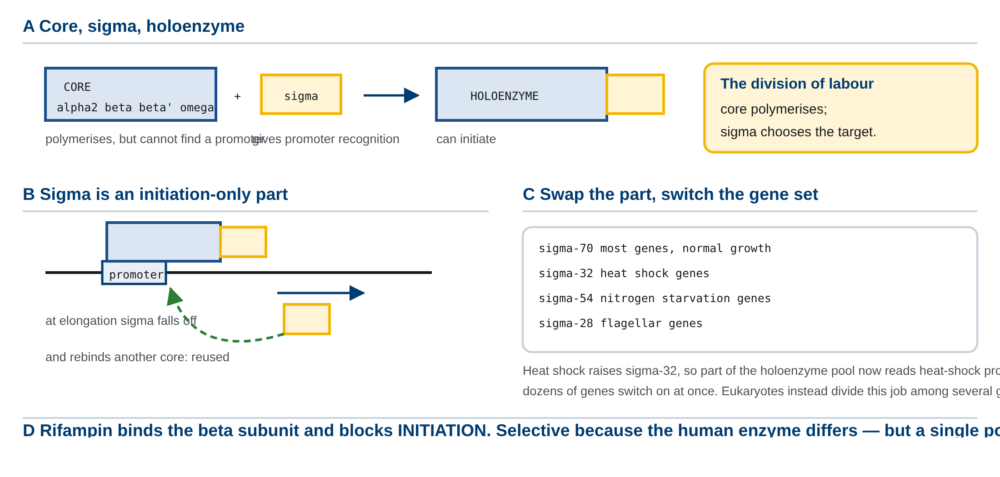 A Core, sigma, holoenzyme
CORE
alpha2 beta beta' omega
+
sigma
HOLOENZYME
polymerises, but cannot find a promoter
gives promoter recognition
can initiate
The division of labour
core polymerises;
sigma chooses the target.
B Sigma is an initiation-only part
promoter
at elongation sigma falls off
and rebinds another core: reused
C Swap the part, switch the gene set
sigma-70 most genes, normal growth
sigma-32 heat shock genes
sigma-54 nitrogen starvation genes
sigma-28 flagellar genes
Heat shock raises sigma-32, so part of the holoenzyme pool now reads heat-shock
dozens of genes switch on at once. Eukaryotes instead divide this job among several
D Rifampin binds the beta subunit and blocks INITIATION. Selective because the human enzyme differs — but a single